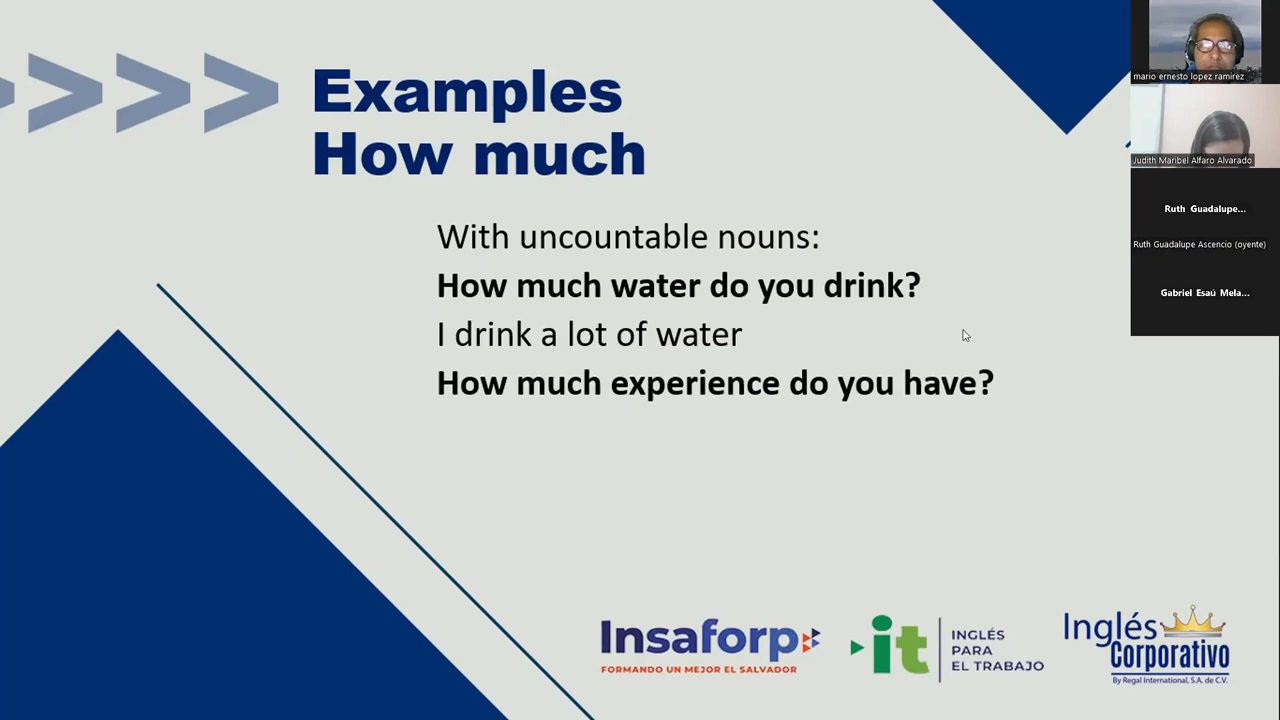 Examples
How much
With uncountable nouns:
How much water do you drink?
I drink a lot of water
How much experience do you have?
mario ernesto lopez ramirez
Judith Maribel Alfaro Alvarado
Ruth Guadalupe...
Ruth Guadalupe Ascencio (oyente)
Gabriel Esaú Mela...
Insaforp
FORMANDO UN MEJOR EL SALVADOR
it
INGLÉS
PARA
EL TRABAJO
Inglés
Corporativo
By Regal International, S.A. de C.V.